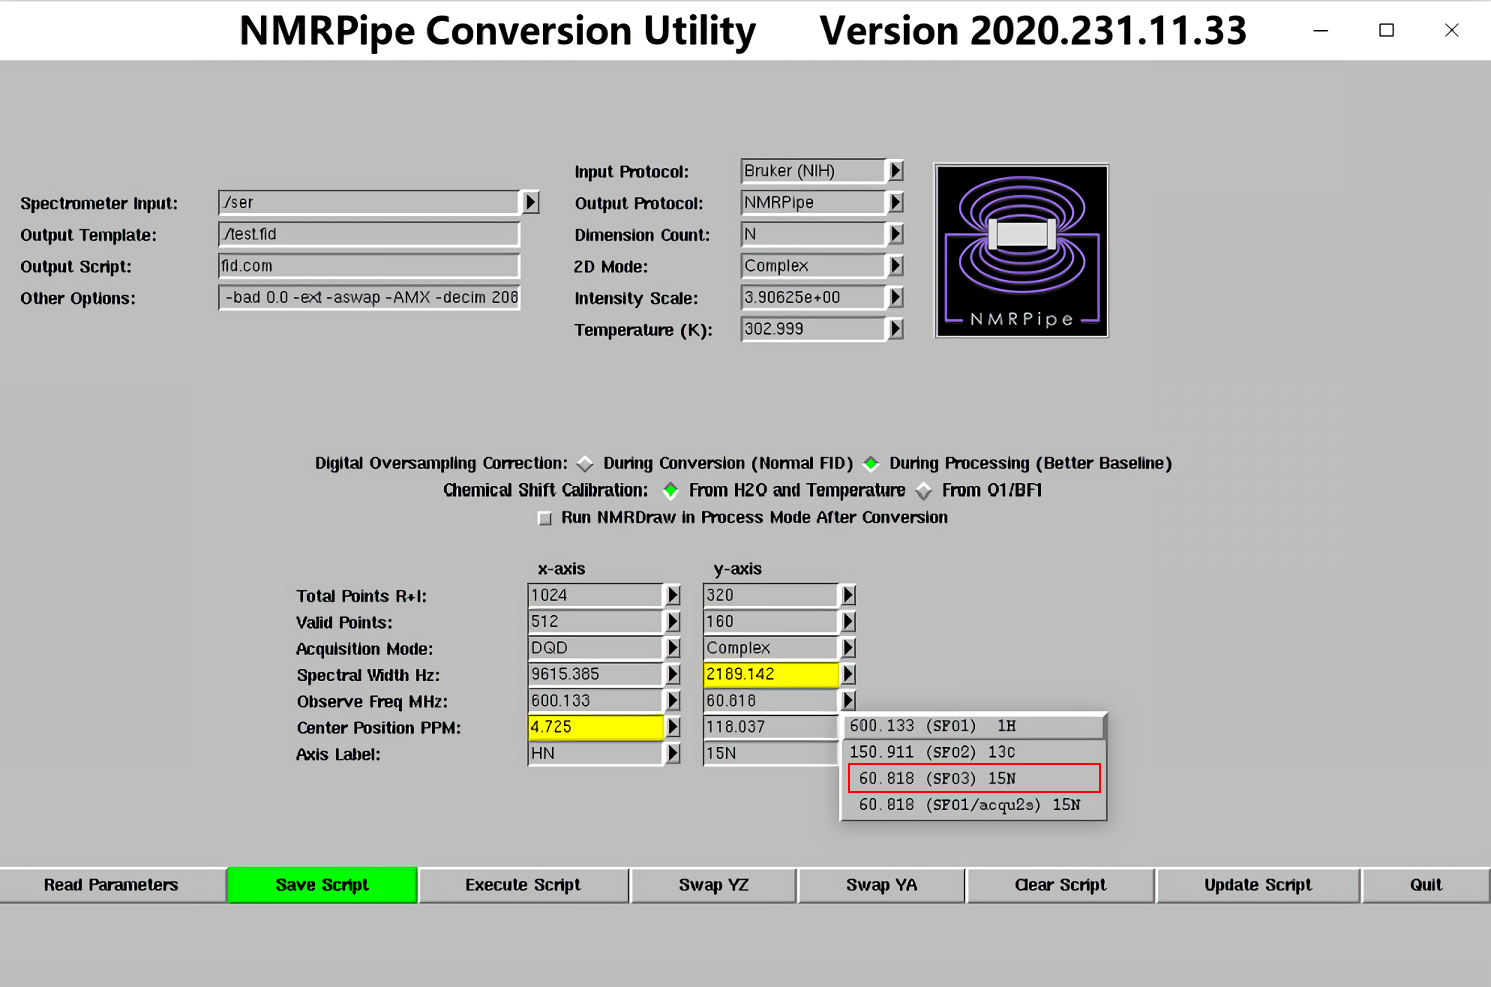 NMRPipe Conversion Utility Version 2020.231.11.33
Input Protocol: Bruker (NIH)
Spectrometer Input: ./ser
Output Protocol: NMRPipe
Output Template: ./test.fid
Dimension Count: N
Output Script: fid.com
2D Mode: Complex
Other Options: -bad 0.0 -ext -aswap -AMX -decim 208
Intensity Scale: 3.90625e+00
Temperature (K): 302.999
NMRPipe
Digital Oversampling Correction: During Conversion (Normal FID) During Processing (Better Baseline)
Chemical Shift Calibration: From H2O and Temperature From O1/BF1
Run NMRDraw in Process Mode After Conversion
x-axis y-axis
Total Points R+I: 1024 320
Valid Points: 512 160
Acquisition Mode: DQD Complex
Spectral Width Hz: 9615.385 2189.142
Observe Freq MHz: 600.133 60.818
Center Position PPM: 4.725 118.037
Axis Label: HN 15N
600.133 (SFO1) 1H
150.911 (SFO2) 13C
60.818 (SFO3) 15N
60.818 (SFO1/acqu2s) 15N
Read Parameters Save Script Execute Script Swap YZ Swap YA Clear Script Update Script Quit